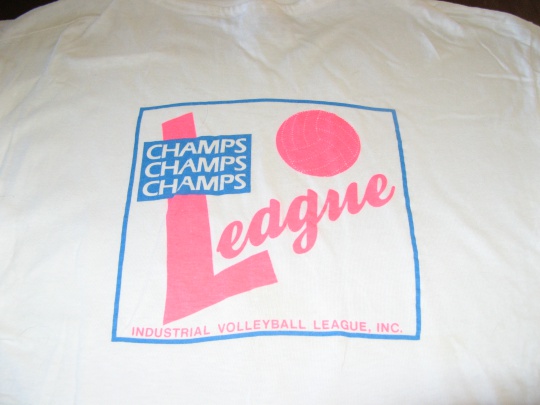 CHAMPS
CHAMPS
CHAMPS
League
INDUSTRIAL VOLLEYBALL LEAGUE, INC.